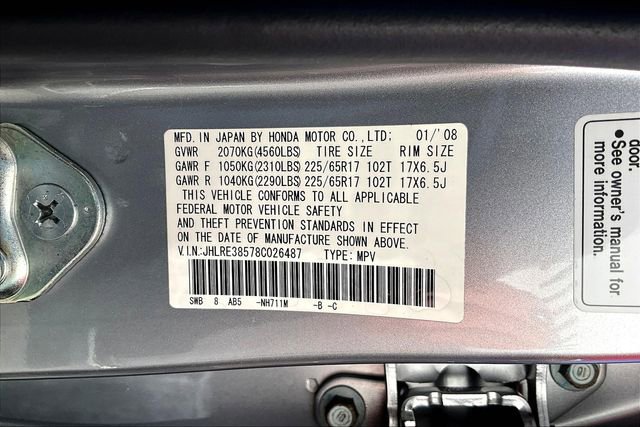 MFD. IN JAPAN BY HONDA MOTOR CO., LTD: 01/'08
GVWR 2070KG(4560LBS) TIRE SIZE RIM SIZE
GAWR F 1050KG(2310LBS) 225/65R17 102T 17X6.5J
GAWR R 1040KG(2290LBS) 225/65R17 102T 17X6.5J
THIS VEHICLE CONFORMS TO ALL APPLICABLE
FEDERAL MOTOR VEHICLE SAFETY
AND THEFT PREVENTION STANDARDS IN EFFECT
ON THE DATE OF MANUFACTURE SHOWN ABOVE.
V.I.N:JHLRE38578C026487 TYPE: MPV
SWB 8 AB5 -NH711M -B -C
door.
• See owner's manual for
more information.